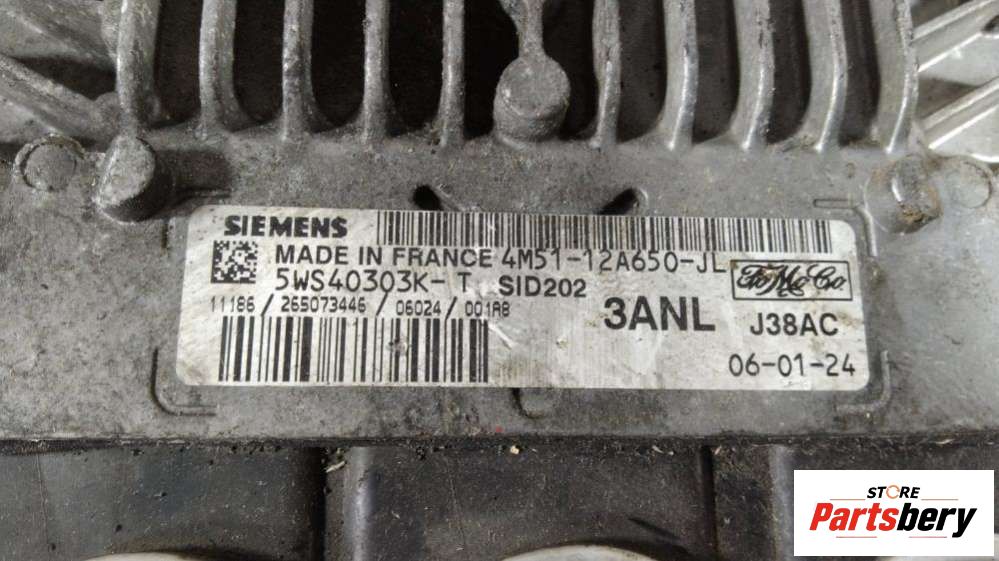 SIEMENS
MADE IN FRANCE 4M51-12A650-JL
5WS40303K-T SID202
FoMoCo
11186 / 265073446 / 06024 / 001A8
3ANL J38AC
06-01-24
STORE
Partsbery